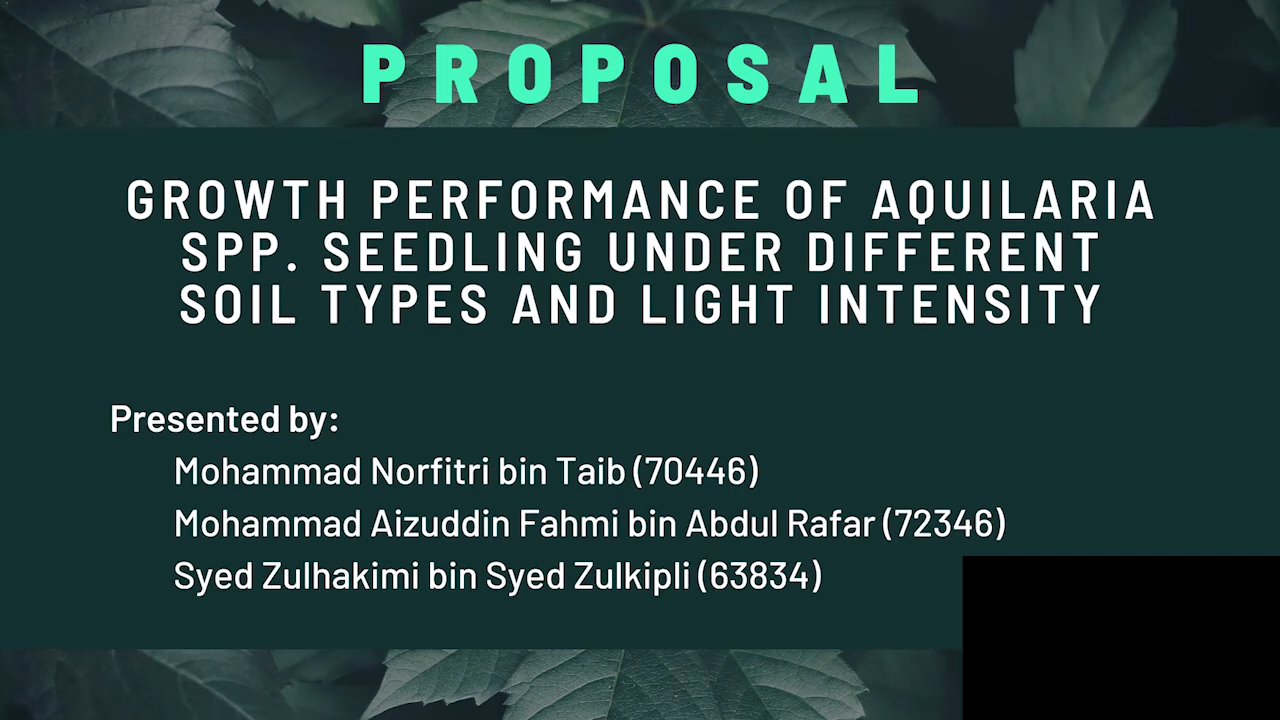 PROPOSAL
GROWTH PERFORMANCE OF AQUILARIA
SPP. SEEDLING UNDER DIFFERENT
SOIL TYPES AND LIGHT INTENSITY
Presented by:
Mohammad Norfitri bin Taib (70446)
Mohammad Aizuddin Fahmi bin Abdul Rafar (72346)
Syed Zulhakimi bin Syed Zulkipli (63834)